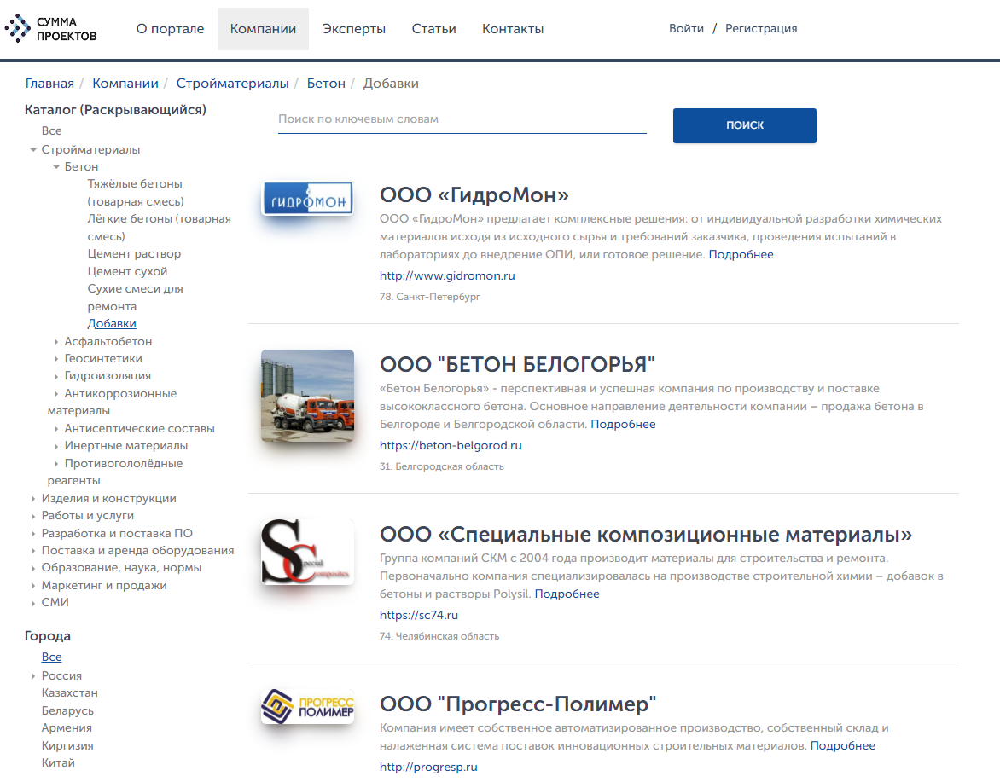 СУММА
ПРОЕКТОВ
О портале
Компании
Эксперты
Статьи
Контакты
Войти / Регистрация
Главная / Компании / Стройматериалы / Бетон / Добавки
Каталог (Раскрывающийся)
Все
Стройматериалы
Бетон
Тяжёлые бетоны
(товарная смесь)
Лёгкие бетоны (товарная
смесь)
Цемент раствор
Цемент сухой
Сухие смеси для
ремонта
Добавки
Асфальтобетон
Геосинтетики
Гидроизоляция
Антикоррозионные
материалы
Антисептические составы
Инертные материалы
Противогололёдные
реагенты
Изделия и конструкции
Работы и услуги
Разработка и поставка ПО
Поставка и аренда оборудования
Образование, наука, нормы
Маркетинг и продажи
СМИ
Города
Все
Россия
Казахстан
Беларусь
Армения
Киргизия
Китай
Поиск по ключевым словам
ПОИСК
ГИДРОМОН
ООО «ГидроМон»
ООО «ГидроМон» предлагает комплексные решения: от индивидуальной разработки химических
материалов исходя из исходного сырья и требований заказчика, проведения испытаний в
лабораториях до внедрение ОПИ, или готовое решение. Подробнее
http://www.gidromon.ru
78. Санкт-Петербург
ООО "БЕТОН БЕЛОГОРЬЯ"
«Бетон Белогорья» - перспективная и успешная компания по производству и поставке
высококлассного бетона. Основное направление деятельности компании – продажа бетона в
Белгороде и Белгородской области. Подробнее
https://beton-belgorod.ru
31. Белгородская область
Special
Composites
ООО «Специальные композиционные материалы»
Группа компаний СКМ с 2004 года производит материалы для строительства и ремонта.
Первоначально компания специализировалась на производстве строительной химии – добавок в
бетоны и растворы Polysil. Подробнее
https://sc74.ru
74. Челябинская область
ПРОГРЕСС
ПОЛИМЕР
ООО "Прогресс-Полимер"
Компания имеет собственное автоматизированное производство, собственный склад и
налаженная система поставок инновационных строительных материалов. Подробнее
http://progresp.ru